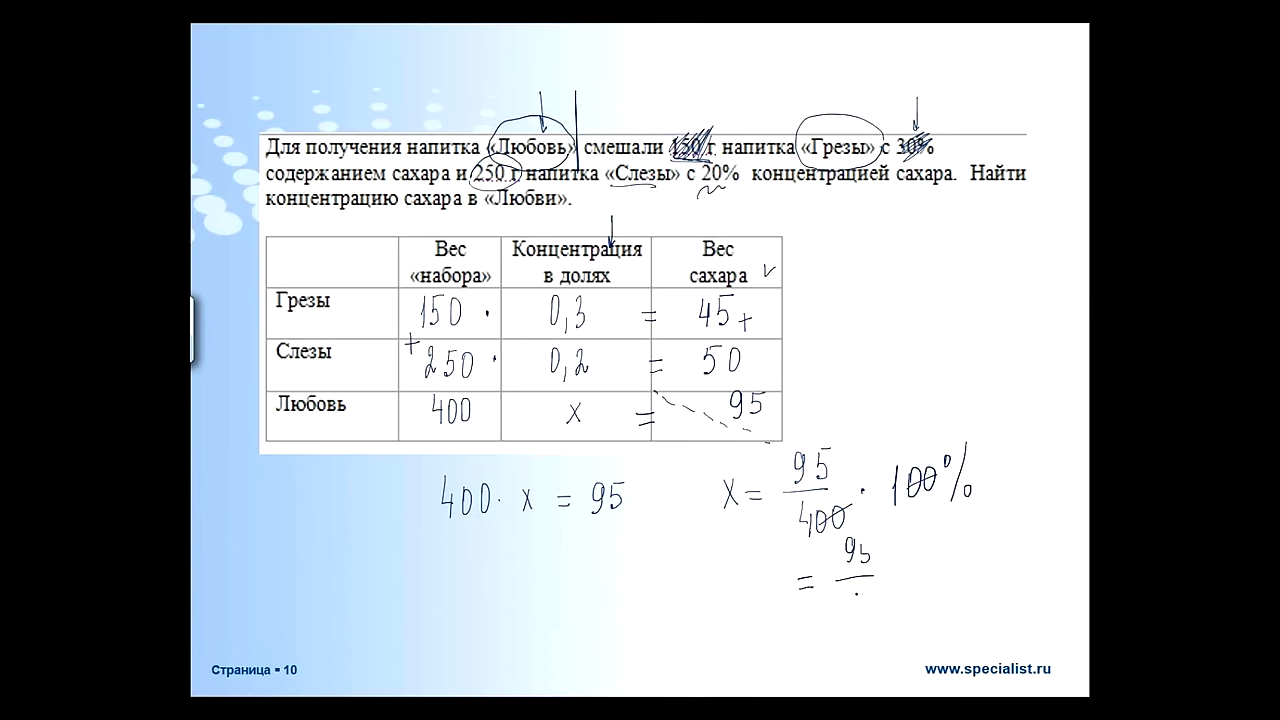 Для получения напитка «Любовь» смешали 150 г напитка «Грезы» с 30%
содержанием сахара и 250 г напитка «Слезы» с 20% концентрацией сахара. Найти
концентрацию сахара в «Любви».
Вес «набора» Концентрация в долях Вес сахара
Грезы 150 · 0,3 = 45 +
Слезы + 250 · 0,2 = 50
Любовь 400 x = 95
400 · x = 95
x = 95/400 · 100%
= 95/
Страница ▪ 10
www.specialist.ru